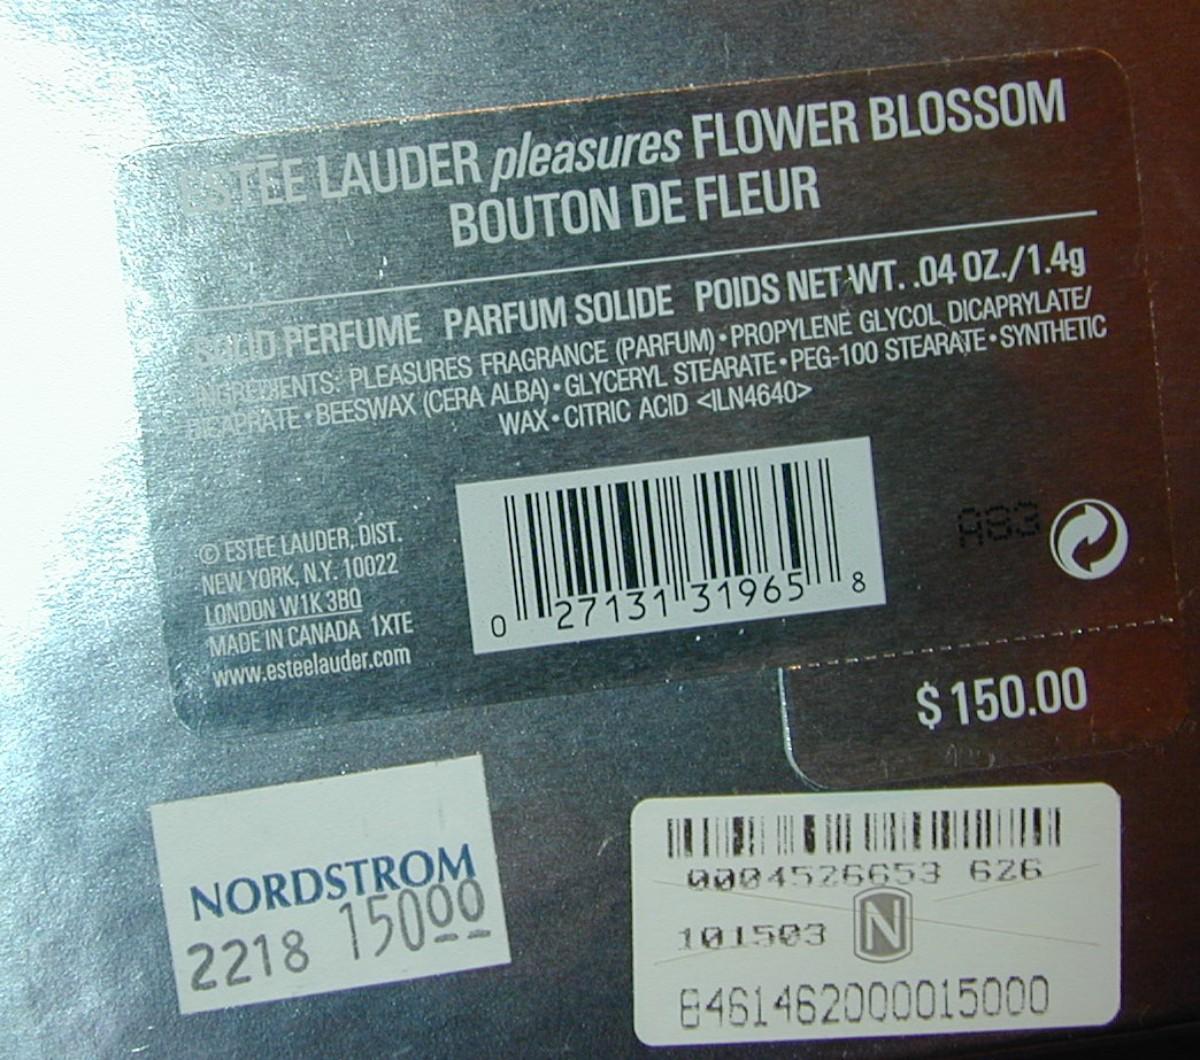 ESTĒE LAUDER pleasures FLOWER BLOSSOM
BOUTON DE FLEUR
SOLID PERFUME PARFUM SOLIDE POIDS NET WT. .04 OZ./1.4g
INGREDIENTS: PLEASURES FRAGRANCE (PARFUM)•PROPYLENE GLYCOL DICAPRYLATE/
DICAPRATE•BEESWAX (CERA ALBA)•GLYCERYL STEARATE•PEG-100 STEARATE•SYNTHETIC
WAX•CITRIC ACID <ILN4640>
A83
© ESTĒE LAUDER, DIST.
NEW YORK, N.Y. 10022
LONDON W1K 3BQ
MADE IN CANADA 1XTE
www.esteelauder.com
0 27131 31965 8
$150.00
NORDSTROM
2218 15000
0004526653 626
101503 N
8461462000015000